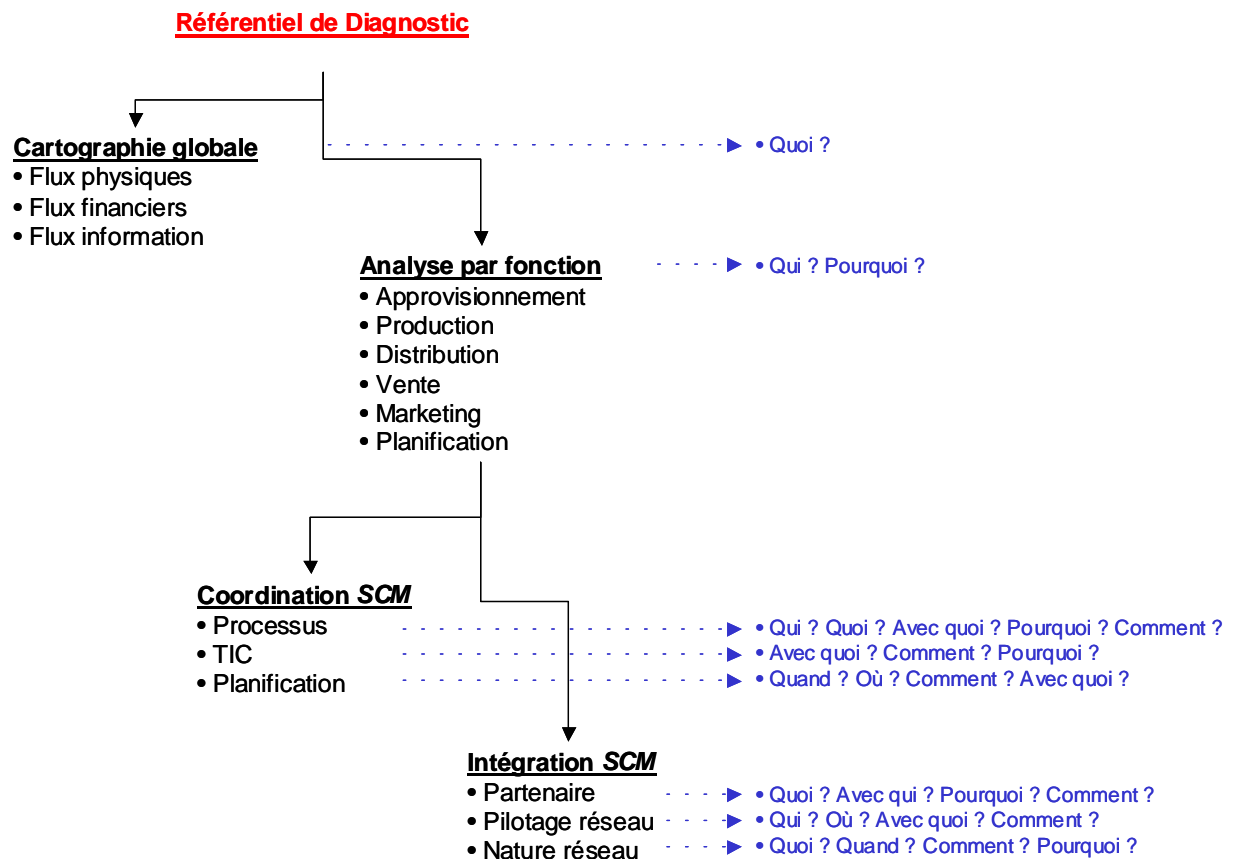 Référentiel de Diagnostic
Cartographie globale
• Quoi ?
• Flux physiques
• Flux financiers
• Flux information
Analyse par fonction
• Qui ? Pourquoi ?
• Approvisionnement
• Production
• Distribution
• Vente
• Marketing
• Planification
Coordination SCM
• Processus
• Qui ? Quoi ? Avec quoi ? Pourquoi ? Comment ?
• TIC
• Avec quoi ? Comment ? Pourquoi ?
• Planification
• Quand ? Où ? Comment ? Avec quoi ?
Intégration SCM
• Partenaire
• Quoi ? Avec qui ? Pourquoi ? Comment ?
• Pilotage réseau
• Qui ? Où ? Avec quoi ? Comment ?
• Nature réseau
• Quoi ? Quand ? Comment ? Pourquoi ?